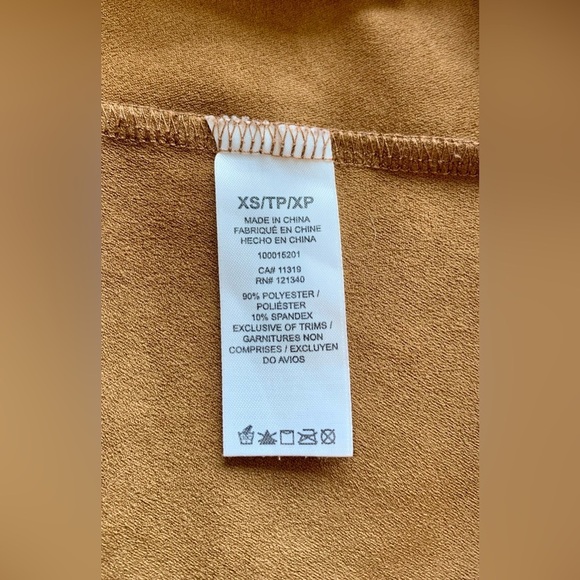 XS/TP/XP
MADE IN CHINA
FABRIQUÉ EN CHINE
HECHO EN CHINA
100015201
CA# 11319
RN# 121340
90% POLYESTER /
POLIÉSTER
10% SPANDEX
EXCLUSIVE OF TRIMS /
GARNITURES NON
COMPRISES / EXCLUYEN
DO AVIOS